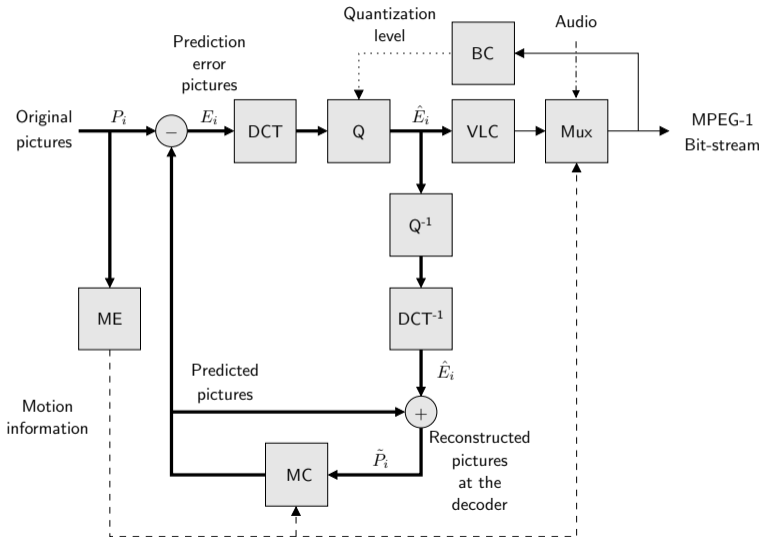 Audio
Quantization
level
BC
Prediction
error
pictures
Original
pictures
P_i
−
E_i
DCT
Q
Ê_i
VLC
Mux
MPEG-1
Bit-stream
Q⁻¹
ME
DCT⁻¹
Ê_i
Predicted
pictures
Motion
information
+
Reconstructed
pictures
at the
decoder
P̃_i
MC